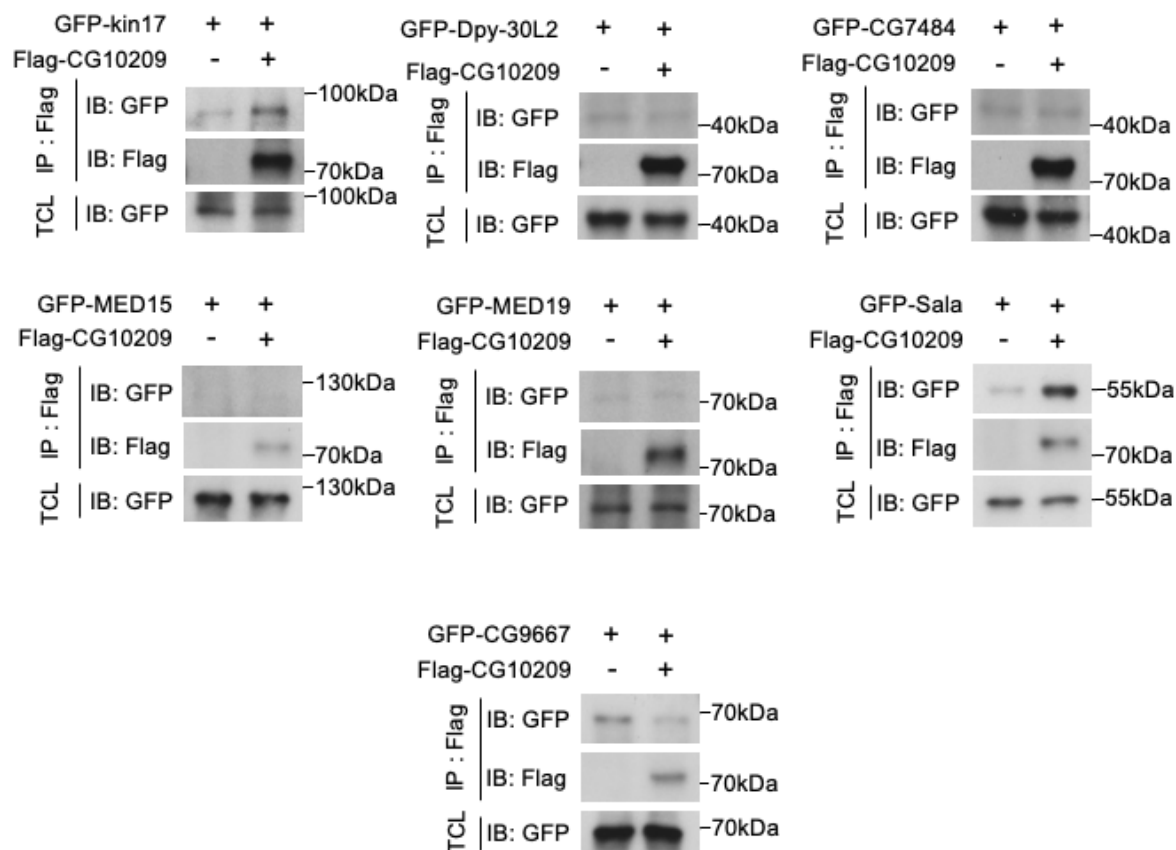 GFP-kin17 + +
Flag-CG10209 - +
IP : Flag
IB: GFP
–100kDa
IB: Flag
–70kDa
TCL
IB: GFP
–100kDa
GFP-Dpy-30L2 + +
Flag-CG10209 - +
IP : Flag
IB: GFP
–40kDa
IB: Flag
–70kDa
TCL
IB: GFP
–40kDa
GFP-CG7484 + +
Flag-CG10209 - +
IP : Flag
IB: GFP
–40kDa
IB: Flag
–70kDa
TCL
IB: GFP
–40kDa
GFP-MED15 + +
Flag-CG10209 - +
IP : Flag
IB: GFP
–130kDa
IB: Flag
–70kDa
TCL
IB: GFP
–130kDa
GFP-MED19 + +
Flag-CG10209 - +
IP : Flag
IB: GFP
–70kDa
IB: Flag
–70kDa
TCL
IB: GFP
–70kDa
GFP-Sala + +
Flag-CG10209 - +
IP : Flag
IB: GFP
–55kDa
IB: Flag
–70kDa
TCL
IB: GFP
–55kDa
GFP-CG9667 + +
Flag-CG10209 - +
IP : Flag
IB: GFP
–70kDa
IB: Flag
–70kDa
TCL
IB: GFP
–70kDa